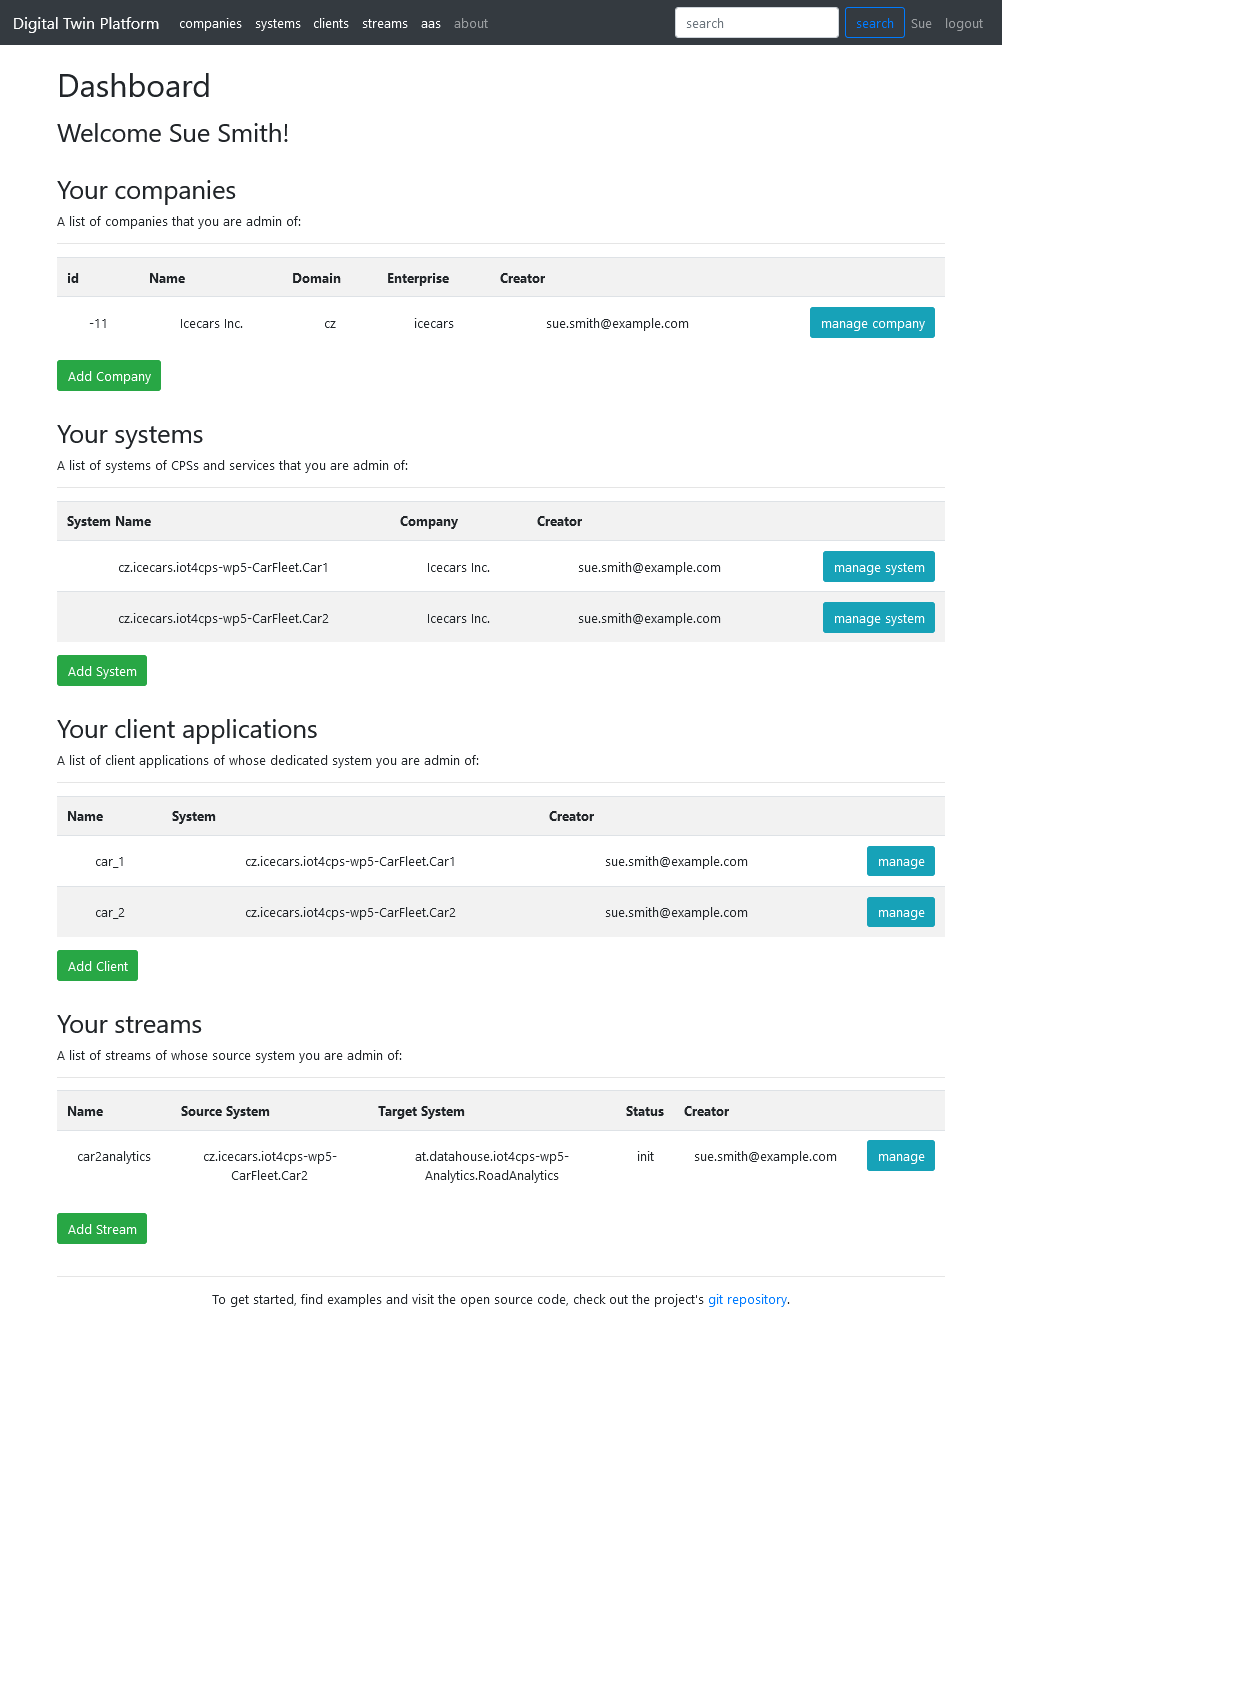 Digital Twin Platform companies systems clients streams aas about search search Sue logout
Dashboard
Welcome Sue Smith!
Your companies
A list of companies that you are admin of:
id Name Domain Enterprise Creator
-11 Icecars Inc. cz icecars sue.smith@example.com manage company
Add Company
Your systems
A list of systems of CPSs and services that you are admin of:
System Name Company Creator
cz.icecars.iot4cps-wp5-CarFleet.Car1 Icecars Inc. sue.smith@example.com manage system
cz.icecars.iot4cps-wp5-CarFleet.Car2 Icecars Inc. sue.smith@example.com manage system
Add System
Your client applications
A list of client applications of whose dedicated system you are admin of:
Name System Creator
car_1 cz.icecars.iot4cps-wp5-CarFleet.Car1 sue.smith@example.com manage
car_2 cz.icecars.iot4cps-wp5-CarFleet.Car2 sue.smith@example.com manage
Add Client
Your streams
A list of streams of whose source system you are admin of:
Name Source System Target System Status Creator
car2analytics cz.icecars.iot4cps-wp5- at.datahouse.iot4cps-wp5- init sue.smith@example.com manage
CarFleet.Car2 Analytics.RoadAnalytics
Add Stream
To get started, find examples and visit the open source code, check out the project's git repository.